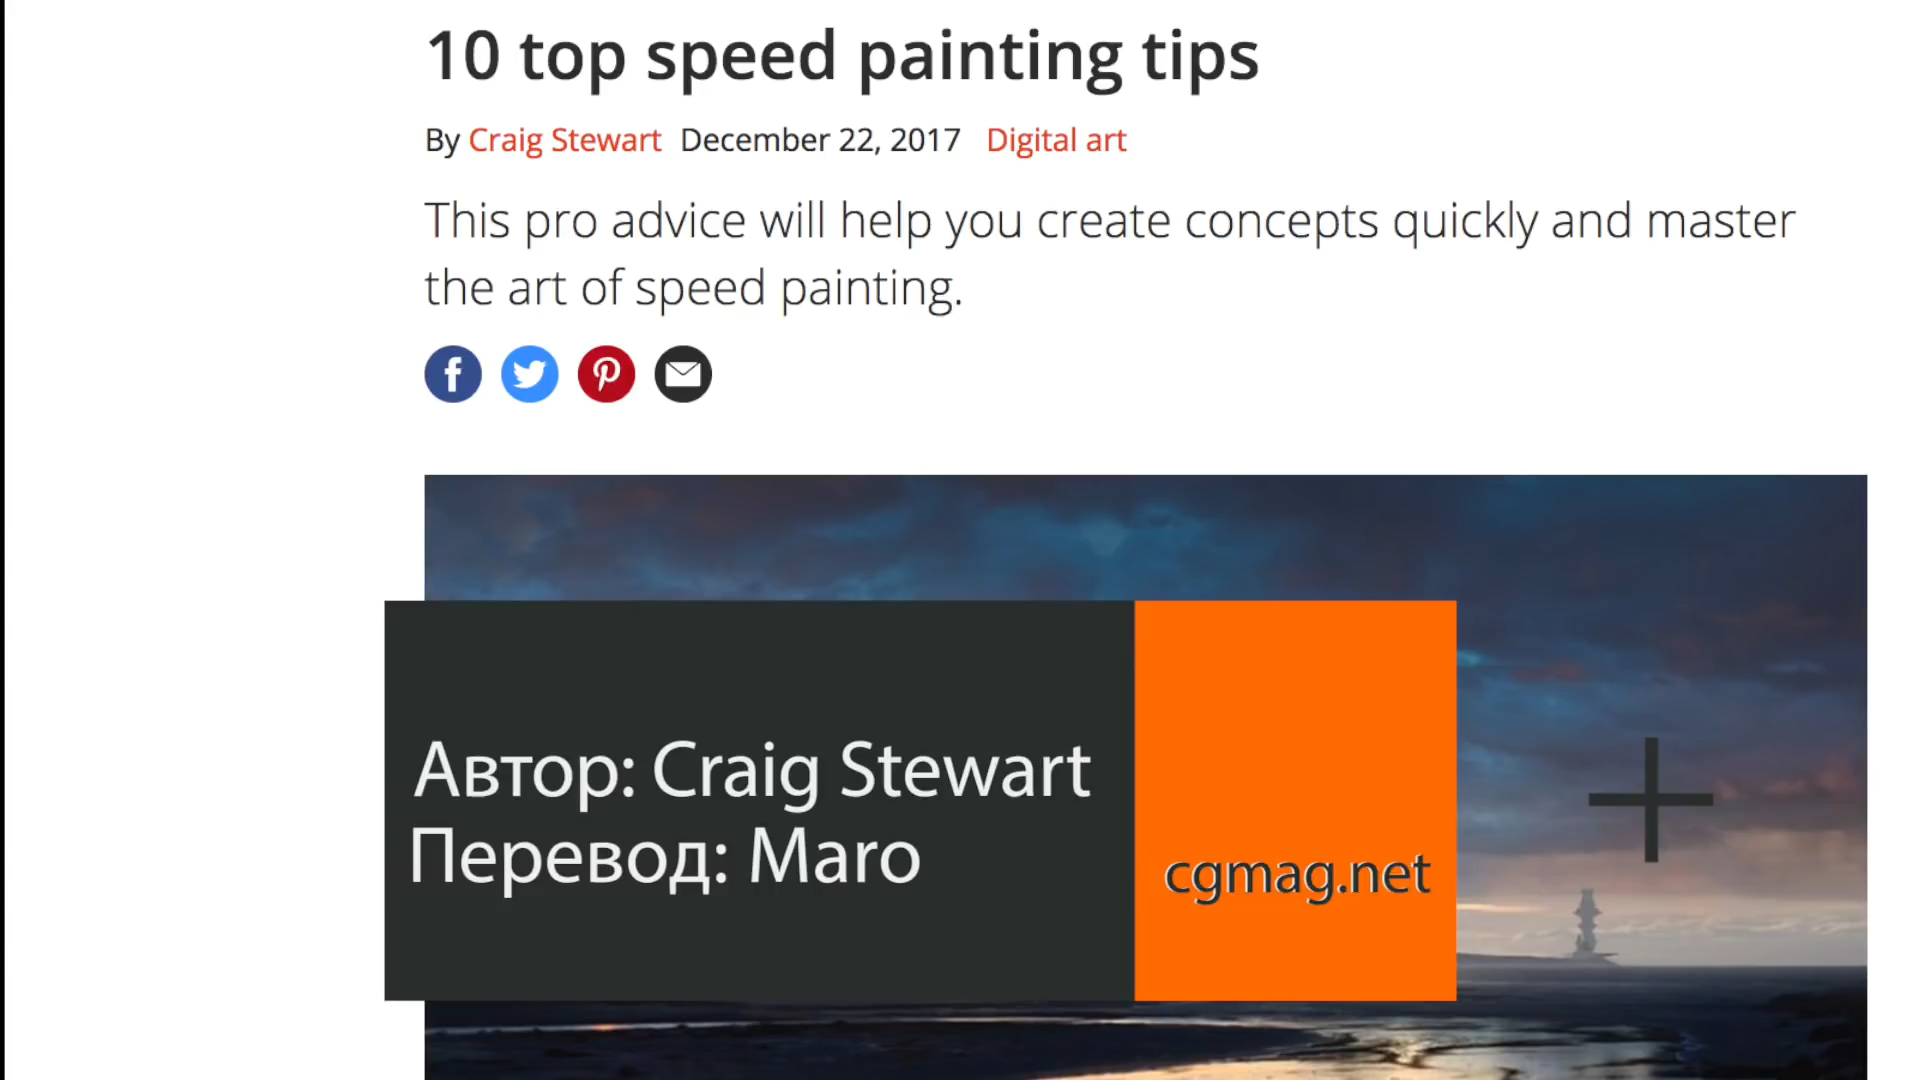 10 top speed painting tips
By Craig Stewart December 22, 2017 Digital art
This pro advice will help you create concepts quickly and master
the art of speed painting.
Автор: Craig Stewart
Перевод: Maro
cgmag.net